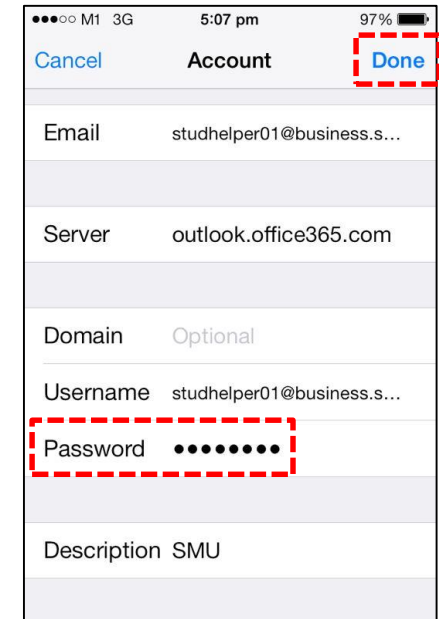 ●●●○○ M1 3G 5:07 pm 97%
Cancel Account Done
Email studhelper01@business.s...
Server outlook.office365.com
Domain Optional
Username studhelper01@business.s...
Password ●●●●●●●●
Description SMU